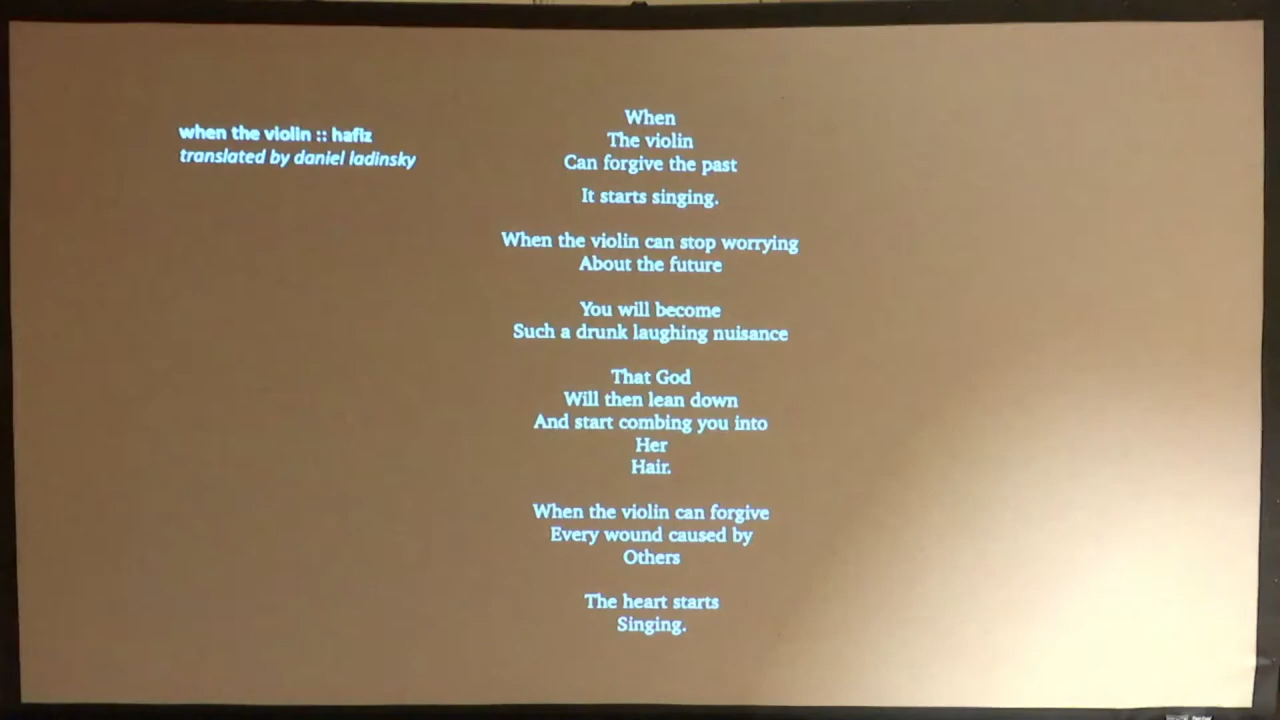 when the violin :: hafiz
translated by daniel ladinsky
When
The violin
Can forgive the past
It starts singing.
When the violin can stop worrying
About the future
You will become
Such a drunk laughing nuisance
That God
Will then lean down
And start combing you into
Her
Hair.
When the violin can forgive
Every wound caused by
Others
The heart starts
Singing.